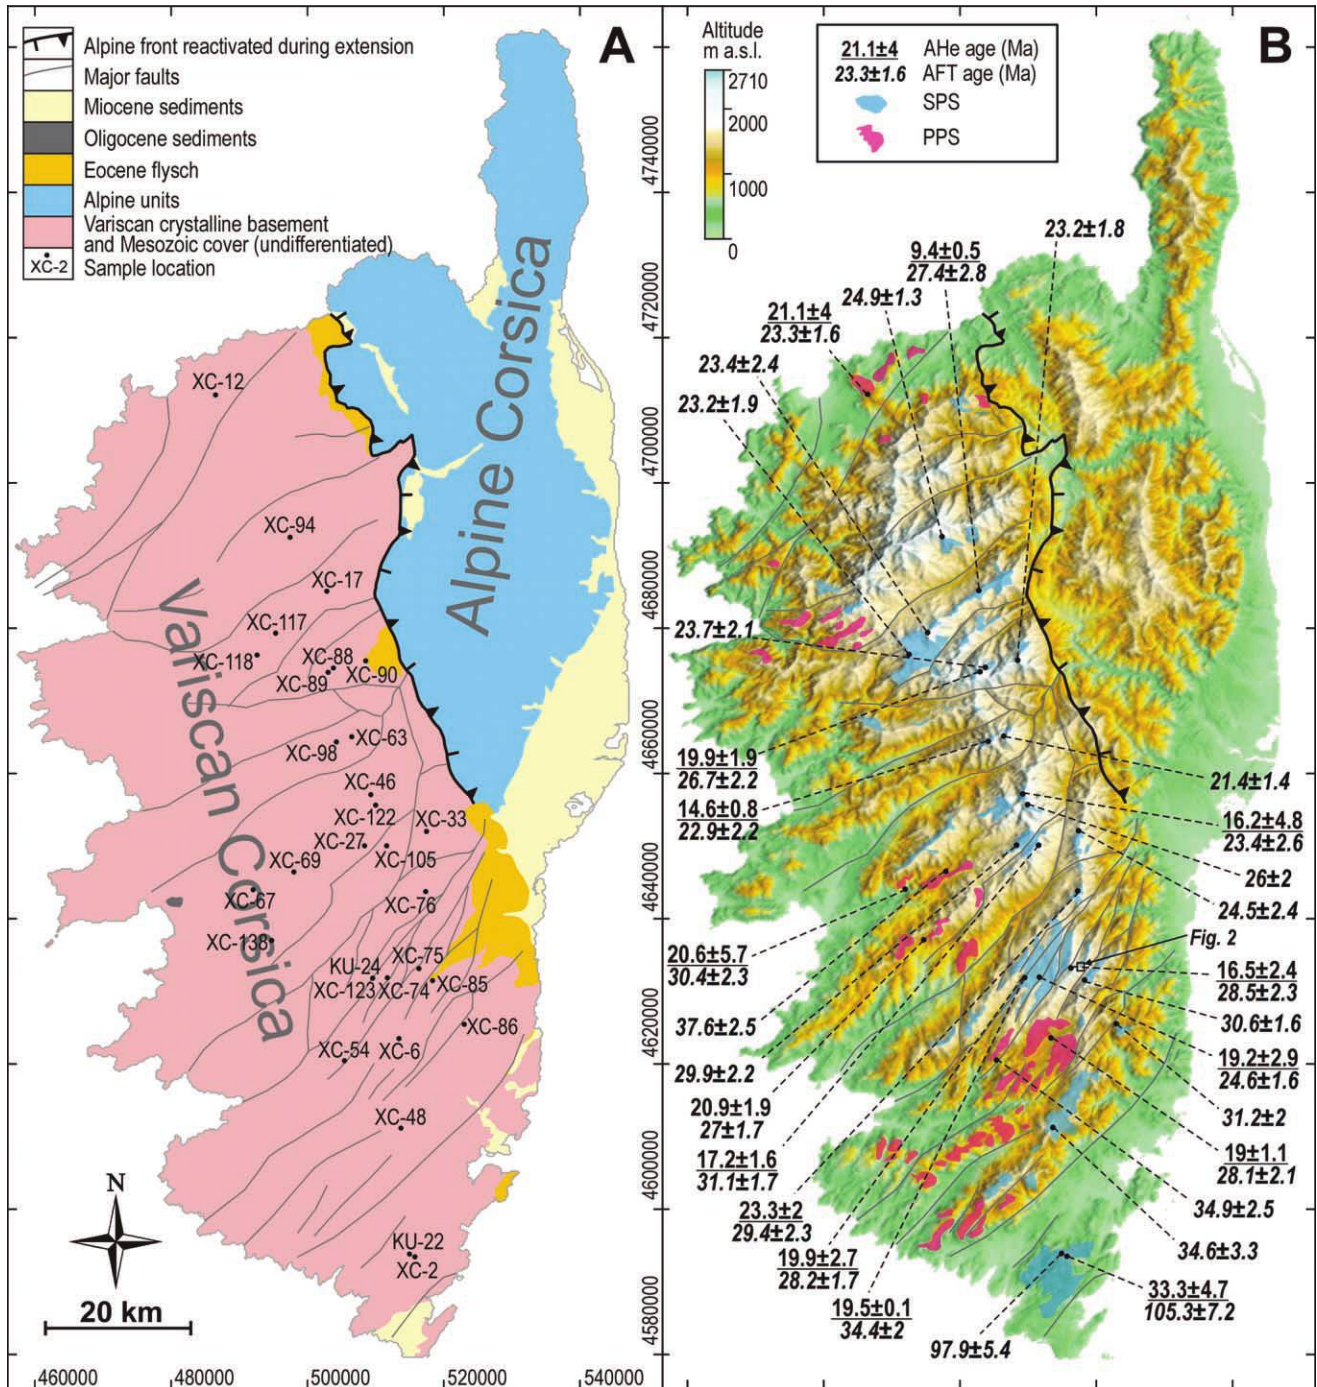 A
Alpine front reactivated during extension
Major faults
Miocene sediments
Oligocene sediments
Eocene flysch
Alpine units
Variscan crystalline basement
and Mesozoic cover (undifferentiated)
XC-2
Sample location
Alpine Corsica
Variscan Corsica
XC-12
XC-94
XC-17
XC-117
XC-118
XC-88
XC-89
XC-90
XC-63
XC-98
XC-46
XC-122
XC-33
XC-27
XC-105
XC-69
XC-67
XC-76
XC-138
XC-75
KU-24
XC-123
XC-74
XC-85
XC-86
XC-6
XC-54
XC-48
KU-22
XC-2
N
20 km
460000
480000
500000
520000
540000
4740000
4720000
4700000
4680000
4660000
4640000
4620000
4600000
4580000
B
Altitude
m a.s.l.
2710
2000
1000
0
21.1±4
AHe age (Ma)
23.3±1.6
AFT age (Ma)
SPS
PPS
23.2±1.8
9.4±0.5
27.4±2.8
24.9±1.3
21.1±4
23.3±1.6
23.4±2.4
23.2±1.9
23.7±2.1
19.9±1.9
26.7±2.2
14.6±0.8
22.9±2.2
21.4±1.4
16.2±4.8
23.4±2.6
26±2
24.5±2.4
Fig. 2
16.5±2.4
28.5±2.3
30.6±1.6
19.2±2.9
24.6±1.6
31.2±2
19±1.1
28.1±2.1
34.9±2.5
34.6±3.3
33.3±4.7
105.3±7.2
97.9±5.4
20.6±5.7
30.4±2.3
37.6±2.5
29.9±2.2
20.9±1.9
27±1.7
17.2±1.6
31.1±1.7
23.3±2
29.4±2.3
19.9±2.7
28.2±1.7
19.5±0.1
34.4±2